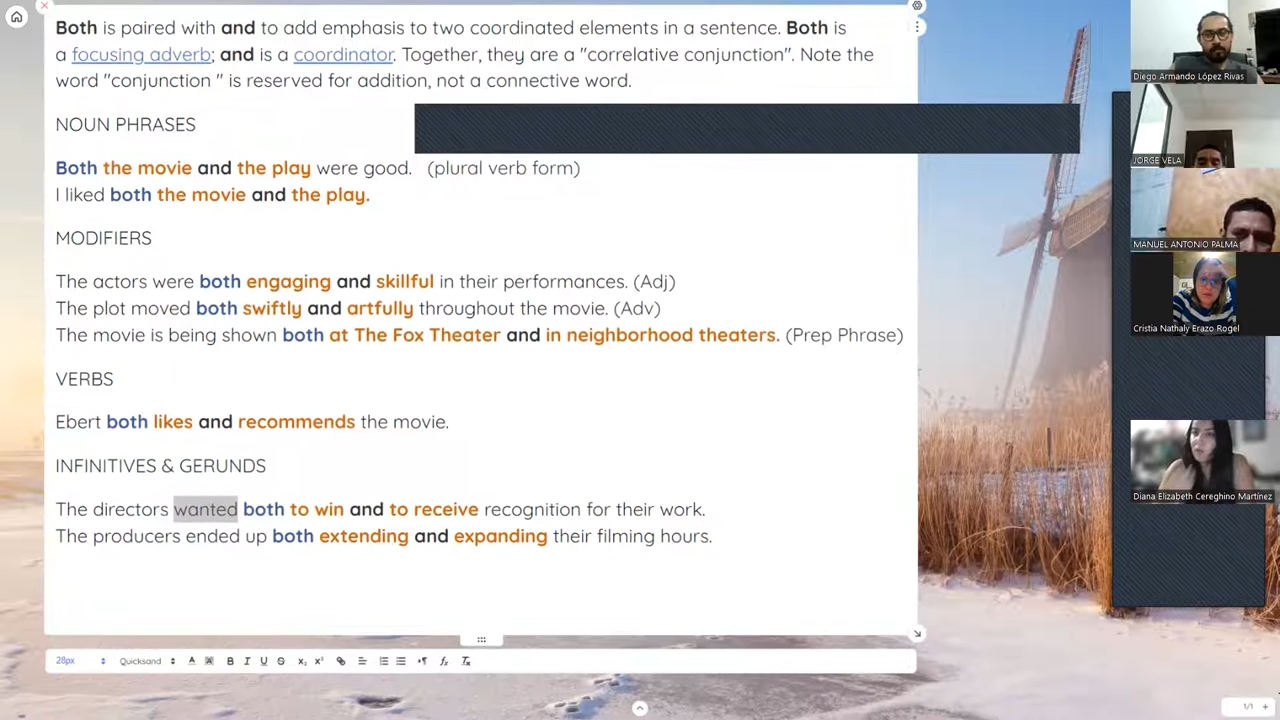 Both is paired with and to add emphasis to two coordinated elements in a sentence. Both is
a focusing adverb; and is a coordinator. Together, they are a "correlative conjunction". Note the
word "conjunction " is reserved for addition, not a connective word.
NOUN PHRASES
Both the movie and the play were good. (plural verb form)
I liked both the movie and the play.
MODIFIERS
The actors were both engaging and skillful in their performances. (Adj)
The plot moved both swiftly and artfully throughout the movie. (Adv)
The movie is being shown both at The Fox Theater and in neighborhood theaters. (Prep Phrase)
VERBS
Ebert both likes and recommends the movie.
INFINITIVES & GERUNDS
The directors wanted both to win and to receive recognition for their work.
The producers ended up both extending and expanding their filming hours.
28px
Quicksand
1/1
Diego Armando López Rivas
JORGE VELA
MANUEL ANTONIO PALMA
Cristia Nathaly Erazo Rogel
Diana Elizabeth Cereghino Martínez